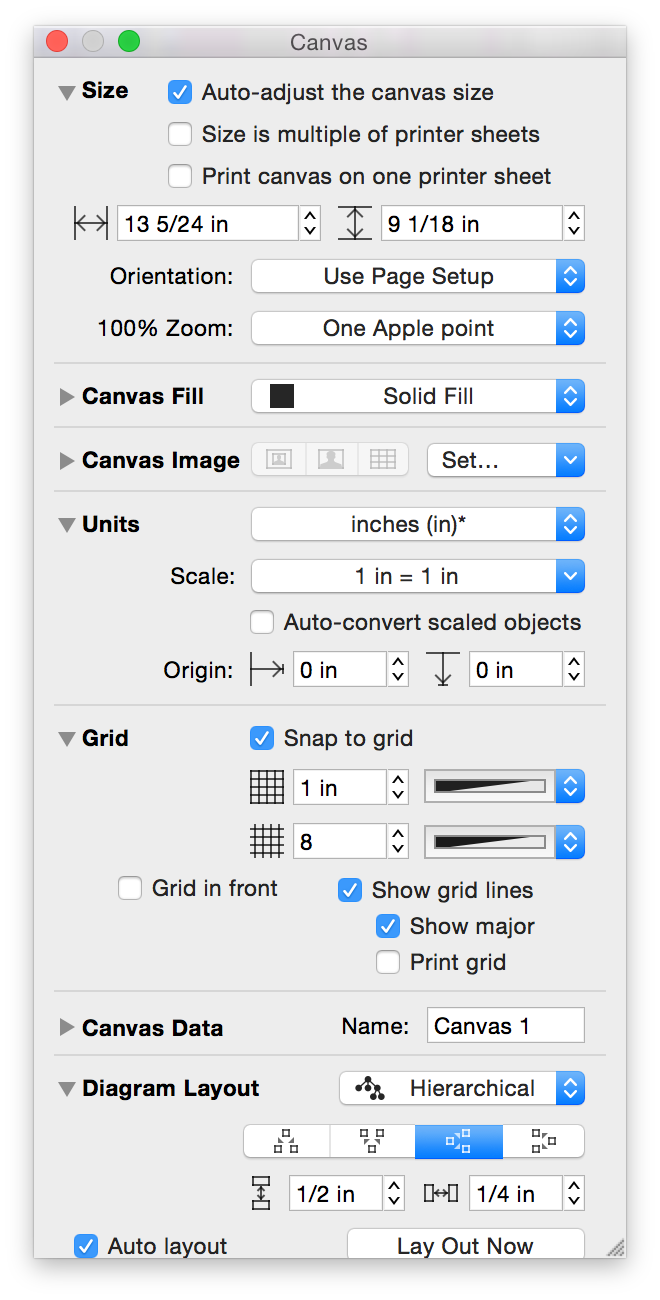 Canvas
Size Auto-adjust the canvas size
Size is multiple of printer sheets
Print canvas on one printer sheet
13 5/24 in 9 1/18 in
Orientation: Use Page Setup
100% Zoom: One Apple point
Canvas Fill Solid Fill
Canvas Image Set...
Units inches (in)*
Scale: 1 in = 1 in
Auto-convert scaled objects
Origin: 0 in 0 in
Grid Snap to grid
1 in
8
Grid in front Show grid lines
Show major
Print grid
Canvas Data Name: Canvas 1
Diagram Layout Hierarchical
1/2 in 1/4 in
Auto layout Lay Out Now